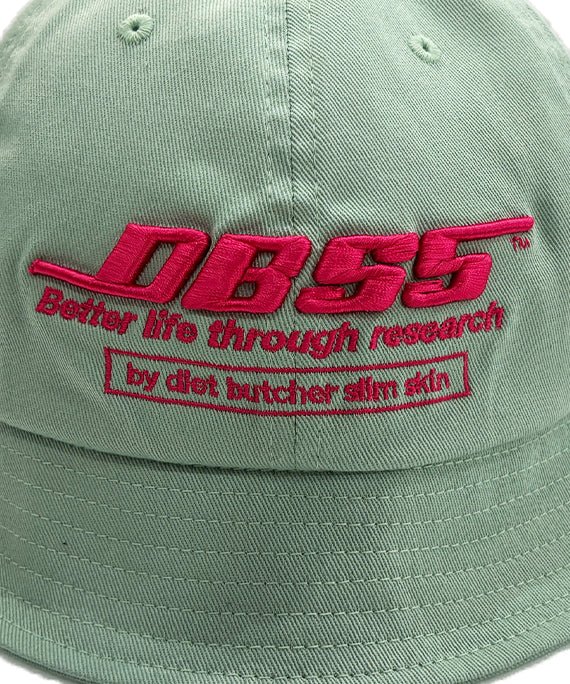 DBSS™
Better life through research
by diet butcher slim skin